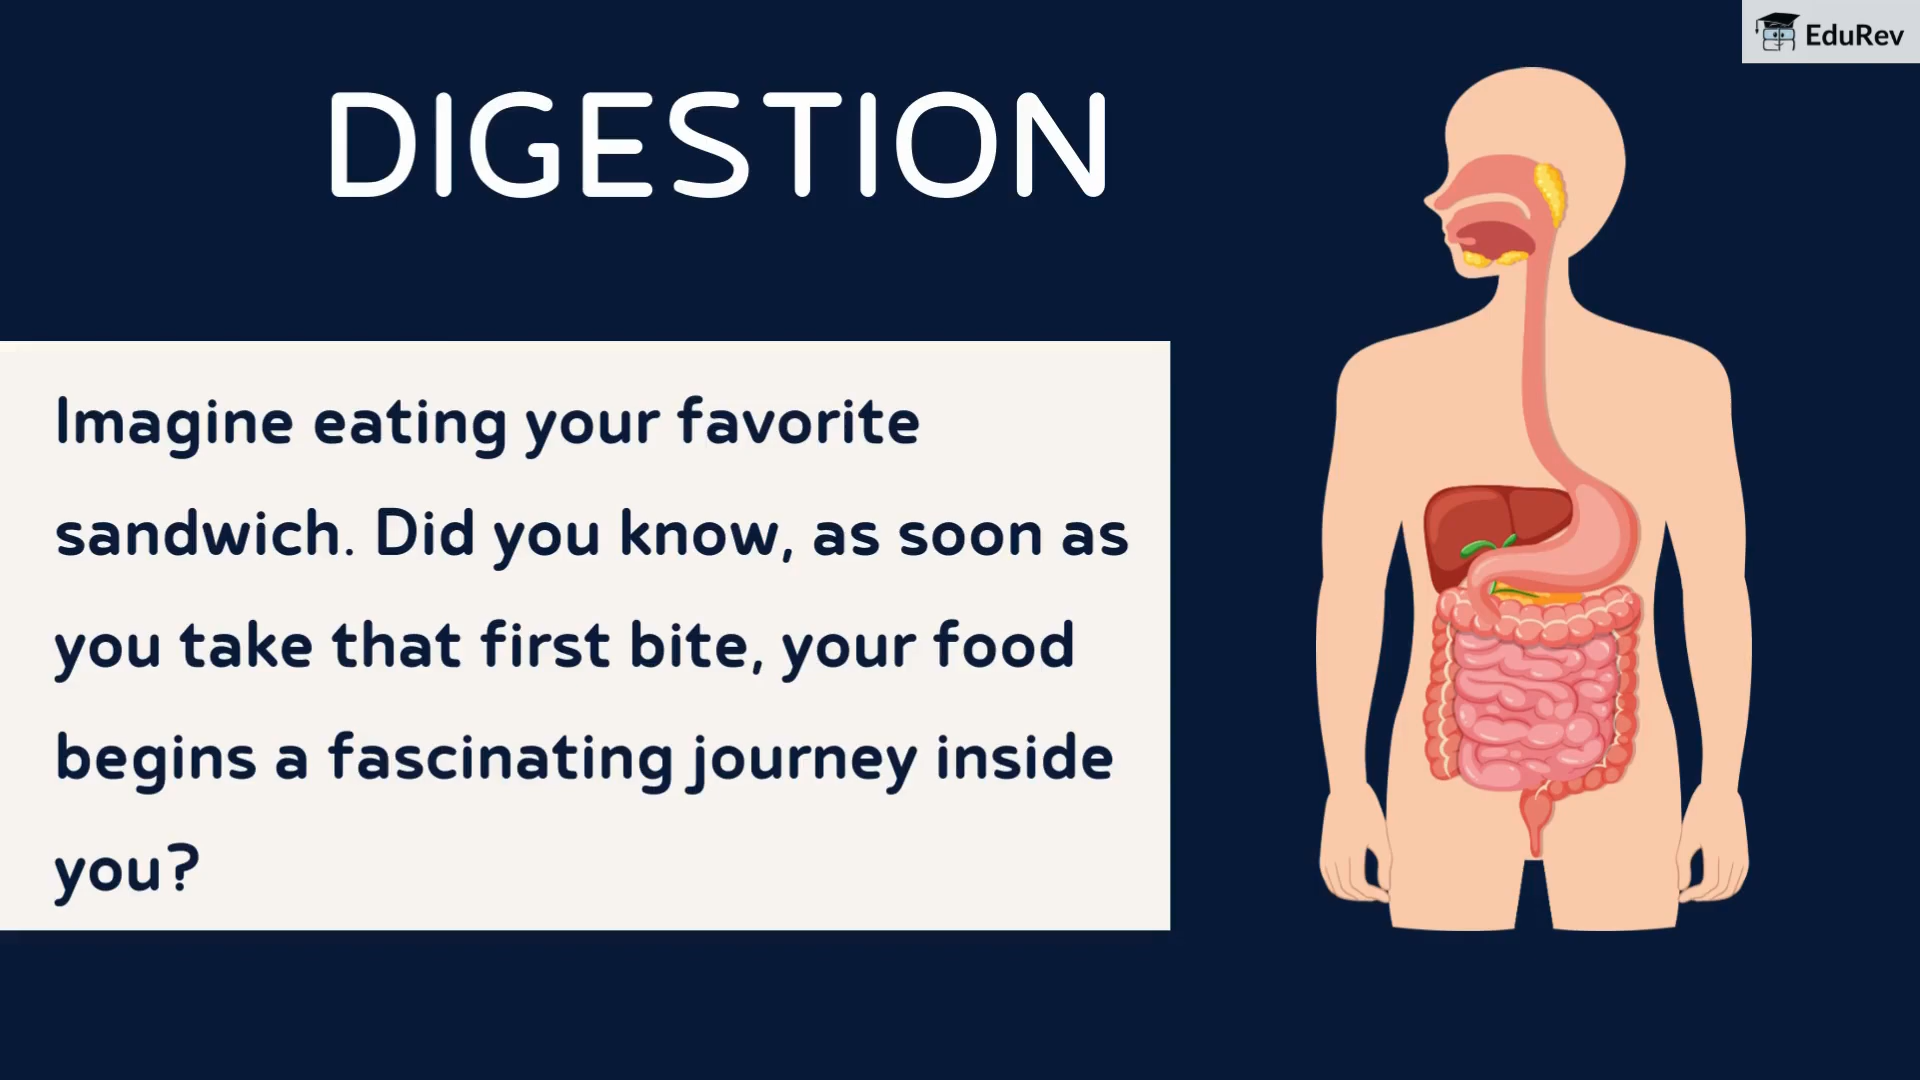 EduRev
DIGESTION
Imagine eating your favorite
sandwich. Did you know, as soon as
you take that first bite, your food
begins a fascinating journey inside
you?